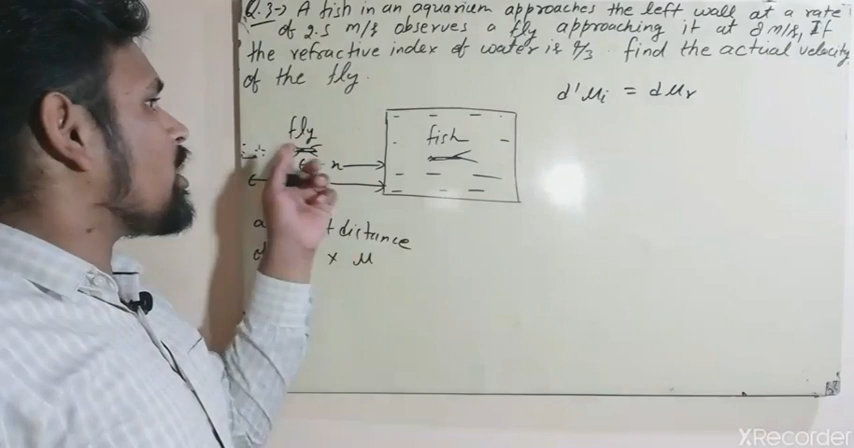 Q.3→ A fish in an aquarium approaches the left wall at a rate
of 2.5 m/s observes a fly approaching it at 8 m/s, If
the refractive index of water is 4/3 find the actual velocity
of the fly.
d'μi = dμr
fly
fish
x
distance
x μ
XRecorder